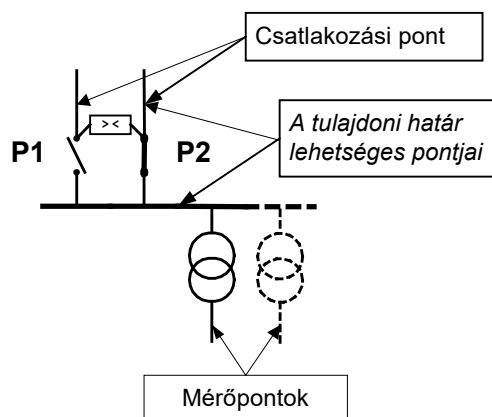 Csatlakozási pont
> <
P1
P2
A tulajdoni határ
lehetséges pontjai
Mérőpontok